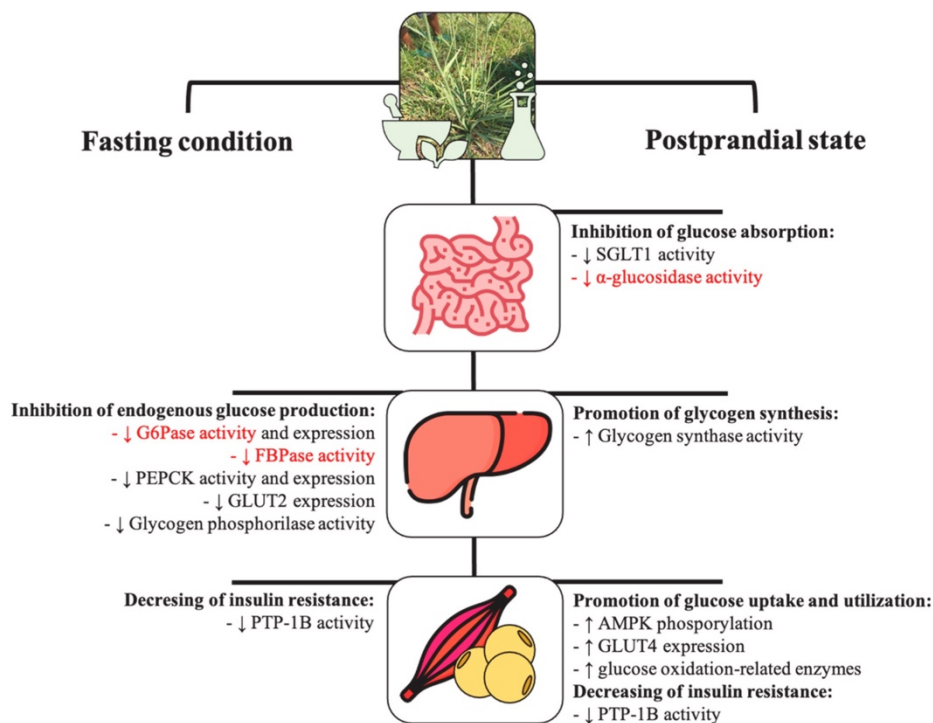 Fasting condition
Postprandial state
Inhibition of glucose absorption:
- ↓ SGLT1 activity
- ↓ α-glucosidase activity
Inhibition of endogenous glucose production:
- ↓ G6Pase activity and expression
- ↓ FBPase activity
- ↓ PEPCK activity and expression
- ↓ GLUT2 expression
- ↓ Glycogen phosphorilase activity
Promotion of glycogen synthesis:
- ↑ Glycogen synthase activity
Decresing of insulin resistance:
- ↓ PTP-1B activity
Promotion of glucose uptake and utilization:
- ↑ AMPK phosporylation
- ↑ GLUT4 expression
- ↑ glucose oxidation-related enzymes
Decreasing of insulin resistance:
- ↓ PTP-1B activity